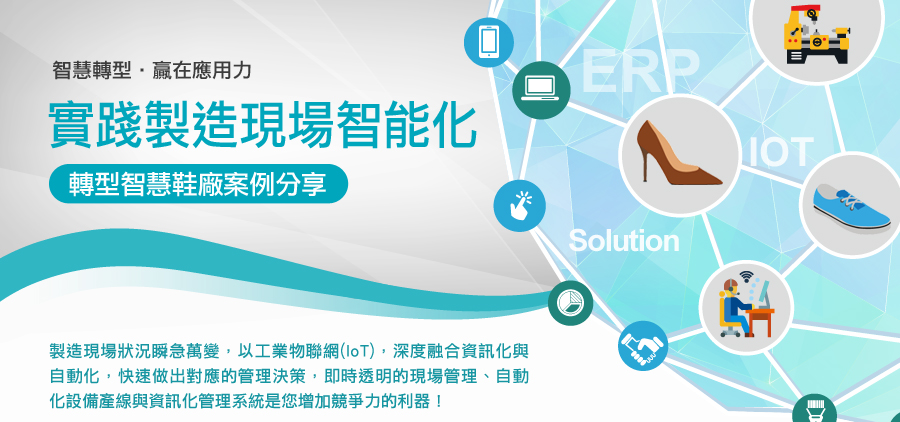 智慧轉型・贏在應用力
實踐製造現場智能化
轉型智慧鞋廠案例分享
ERP
IOT
Solution
製造現場狀況瞬息萬變，以工業物聯網(IoT)，深度融合資訊化與
自動化，快速做出對應的管理決策，即時透明的現場管理、自動
化設備產線與資訊化管理系統是您增加競爭力的利器！